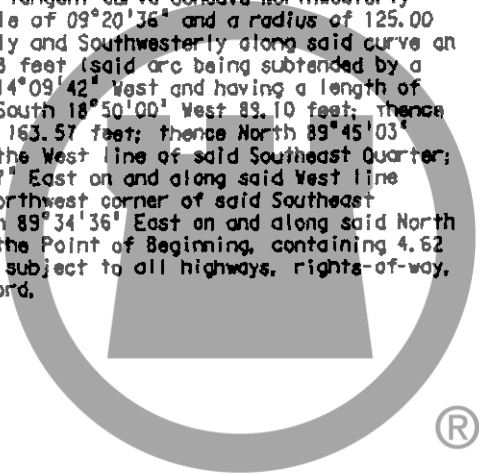 tangent curve concave Northwesterly
le of 09°20'36" and a radius of 125.00
ly and Southwesterly along said curve an
feet (said arc being subtended by a
14°09'42" West and having a length of
South 18°50'00" West 89.10 feet; thence
163.57 feet; thence North 89°45'03"
the West line of said Southeast Quarter;
" East on and along said West line
orthwest corner of said Southeast
89°34'36" East on and along said North
the Point of Beginning, containing 4.62
subject to all highways, rights-of-way,
ord.
®